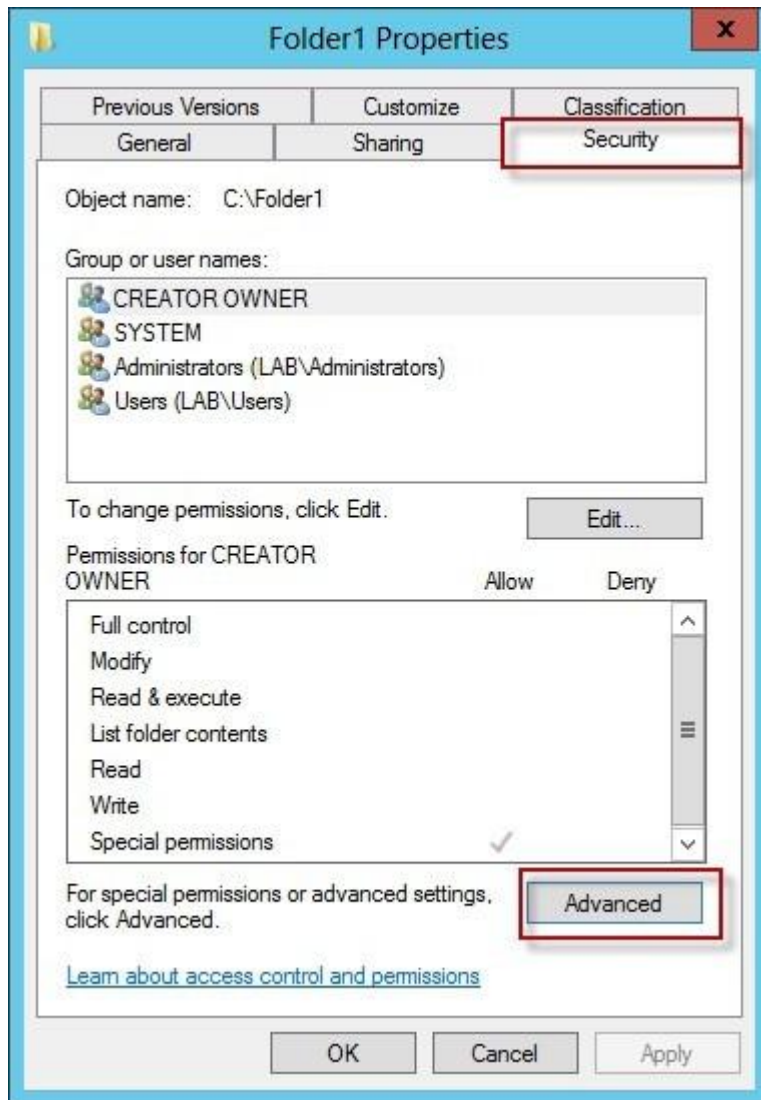 Folder1 Properties
x
Previous Versions Customize Classification
General Sharing Security
Object name: C:\Folder1
Group or user names:
CREATOR OWNER
SYSTEM
Administrators (LAB\Administrators)
Users (LAB\Users)
To change permissions, click Edit. Edit...
Permissions for CREATOR
OWNER Allow Deny
Full control
Modify
Read & execute
List folder contents
Read
Write
Special permissions
For special permissions or advanced settings,
click Advanced. Advanced
Learn about access control and permissions
OK Cancel Apply